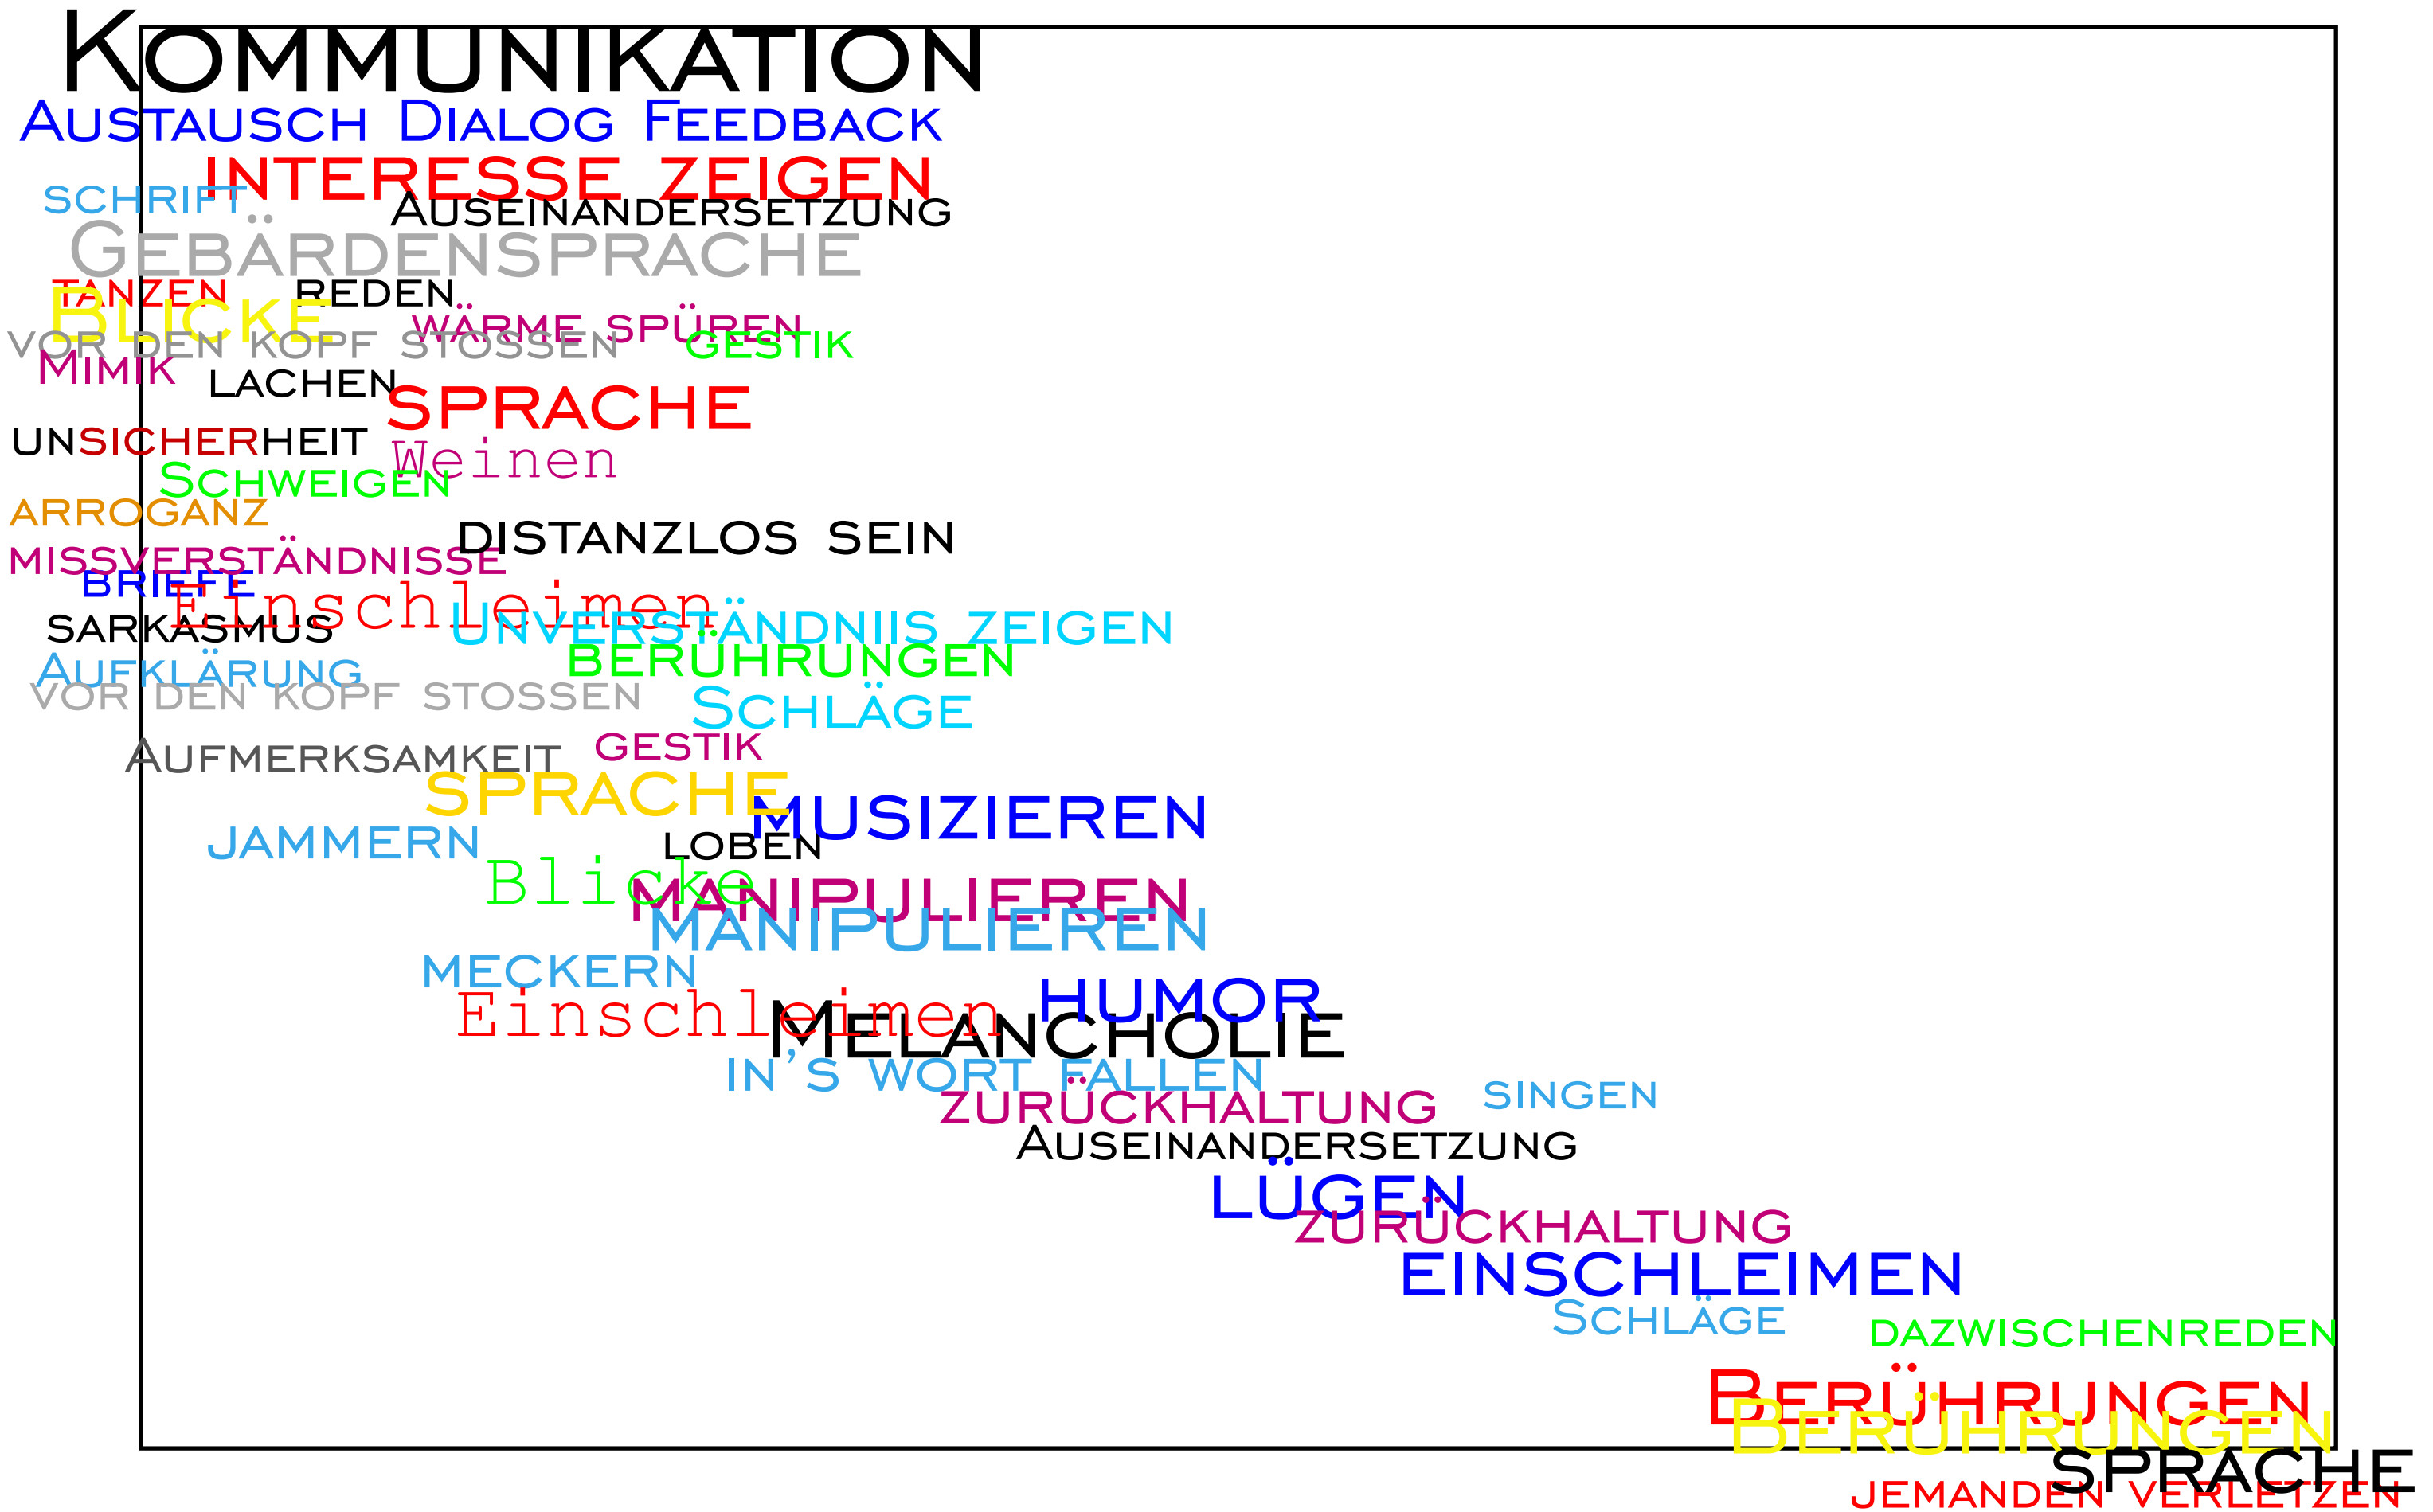 Kommunikation
Austausch Dialog Feedback
interesse zeigen
schrift
Auseinandersetzung
Gebärdensprache
tanzen
reden
Blicke
wärme spüren
vor den kopf stossen
gestik
mimik
lachen
sprache
unsicherheit
Weinen
Schweigen
arroganz
distanzlos sein
missverständnisse
briefe
Einschleimen
sarkasmus
unverständniis zeigen
Berührungen
Aufklärung
vor den kopf stossen
Schläge
gestik
Aufmerksamkeit
sprache
musizieren
jammern
loben
Blicke
manipulieren
manipulieren
meckern
humor
Einschleimen
Melancholie
in's wort fallen
singen
zurückhaltung
Auseinandersetzung
lügen
zurückhaltung
einschleimen
Schläge
dazwischenreden
Berührungen
Berührungen
sprache
jemanden verletzen